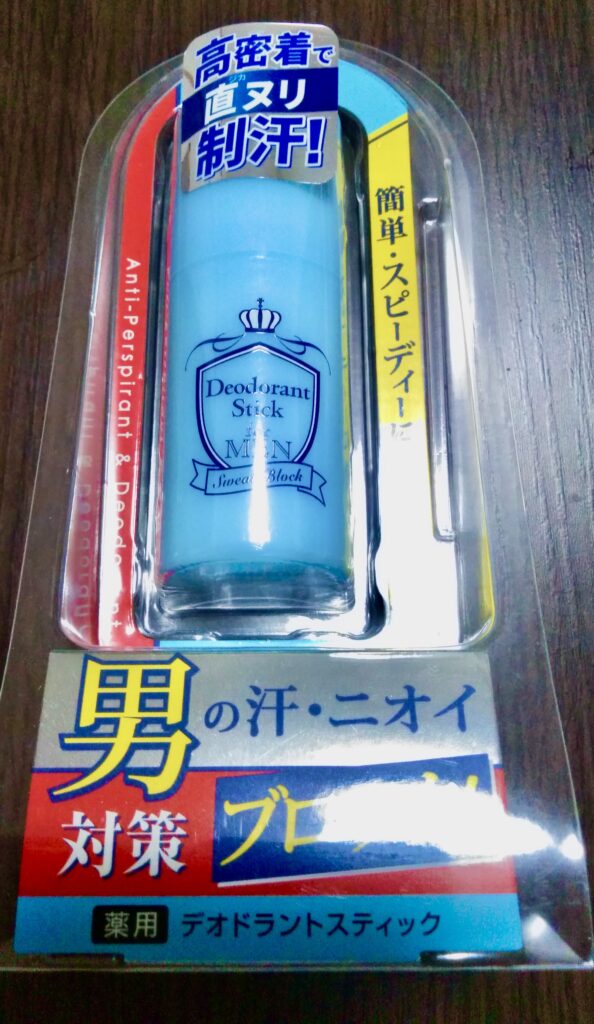 高密着で
ジカ
直ヌリ
制汗!
簡単・スピーディーに
Anti-Perspirant & Deodorant
Deodorant
Stick
for
MEN
Sweat Block
男の汗・ニオイ
対策
薬用 デオドラントスティック